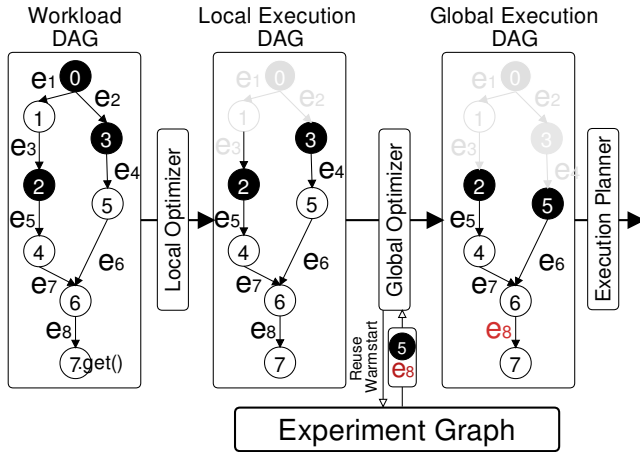 Workload
DAG
Local Execution
DAG
Global Execution
DAG
0
e1
e2
1
3
e3
e4
2
5
e5
4
e6
e7
6
e8
7.get()
Local Optimizer
0
e1
e2
1
3
e3
e4
2
5
e5
4
e6
e7
6
e8
7
Global Optimizer
Reuse
Warmstart
5
e8
0
e1
e2
1
3
e3
e4
2
5
e5
4
e6
e7
6
e8
7
Execution Planner
Experiment Graph